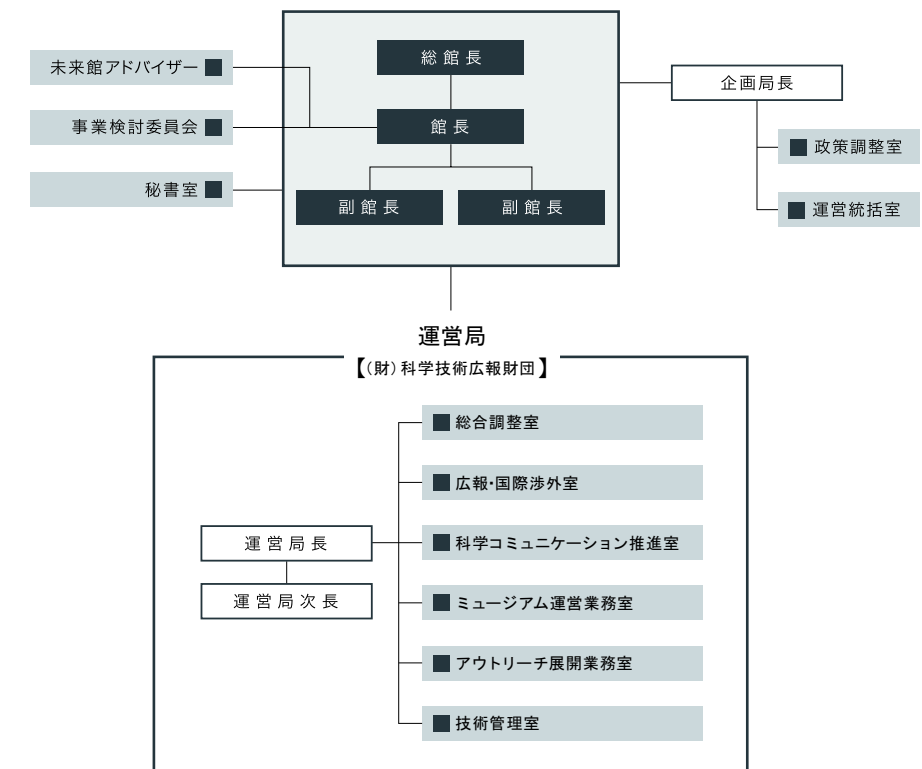 未来館アドバイザー
事業検討委員会
秘書室
総館長
館長
副館長
副館長
企画局長
政策調整室
運営統括室
運営局
【(財)科学技術広報財団】
運営局長
運営局次長
総合調整室
広報・国際渉外室
科学コミュニケーション推進室
ミュージアム運営業務室
アウトリーチ展開業務室
技術管理室